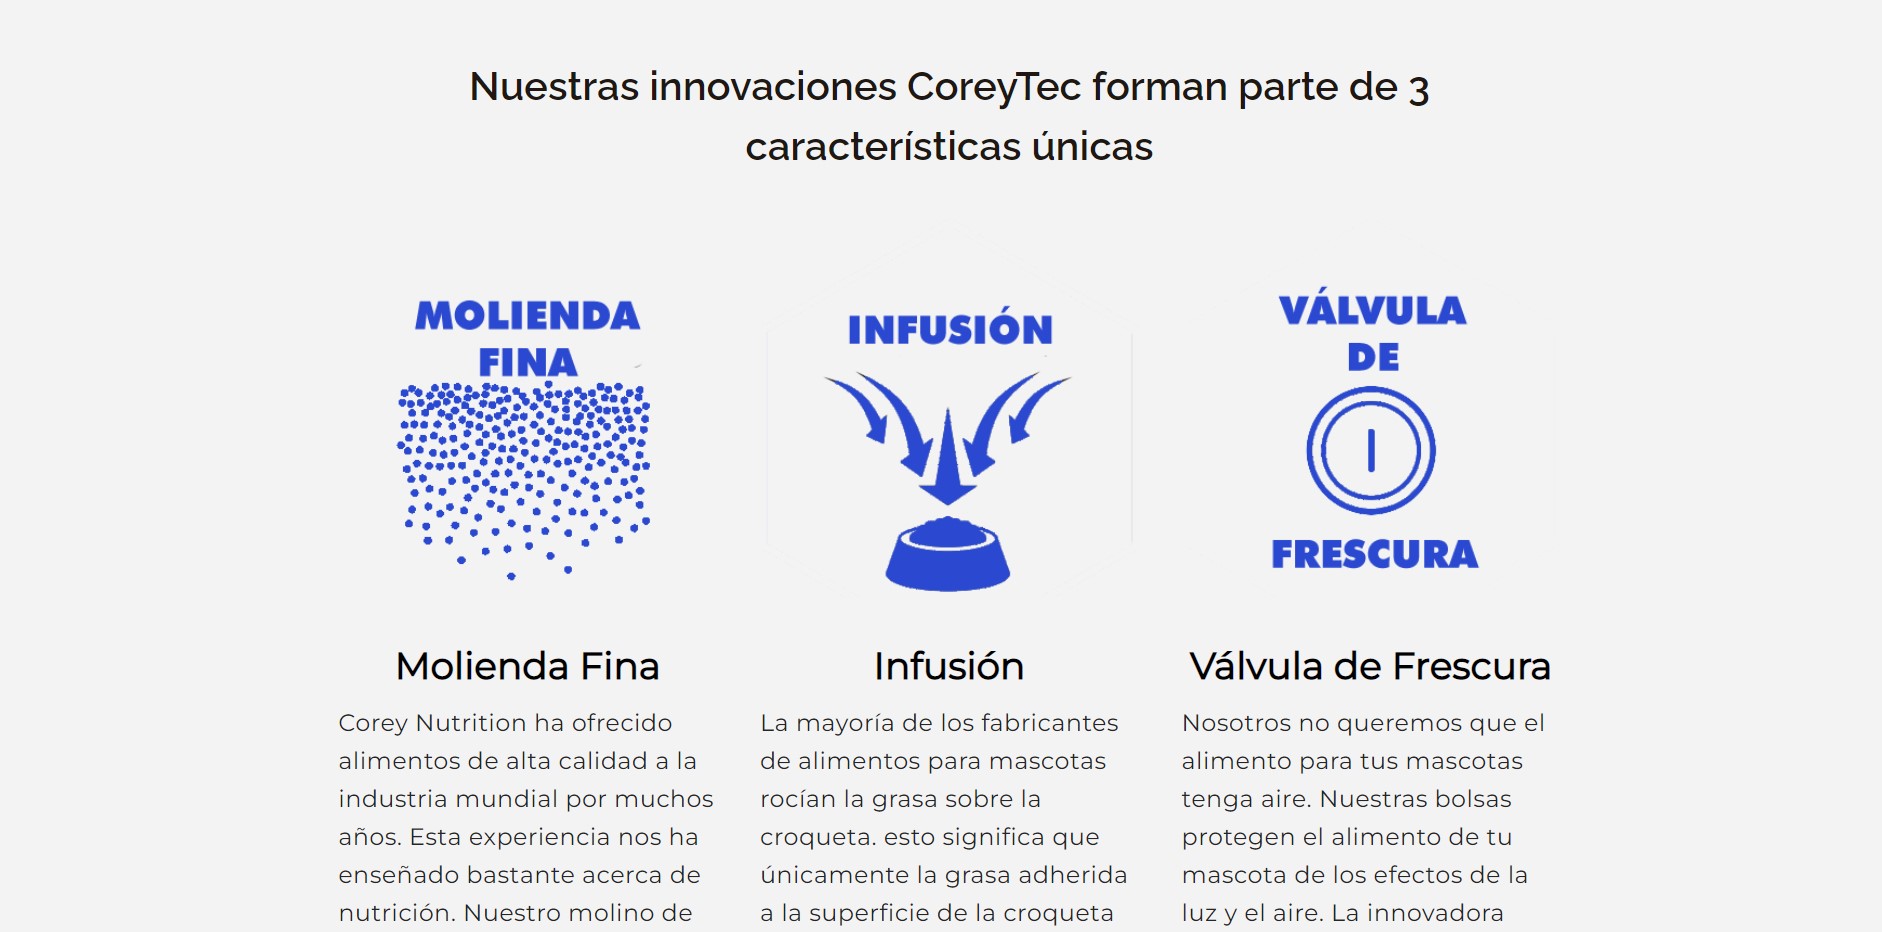 Nuestras innovaciones CoreyTec forman parte de 3
características únicas
MOLIENDA
FINA
INFUSIÓN
VÁLVULA
DE
FRESCURA
Molienda Fina
Corey Nutrition ha ofrecido
alimentos de alta calidad a la
industria mundial por muchos
años. Esta experiencia nos ha
enseñado bastante acerca de
nutrición. Nuestro molino de
Infusión
La mayoría de los fabricantes
de alimentos para mascotas
rocían la grasa sobre la
croqueta. esto significa que
únicamente la grasa adherida
a la superficie de la croqueta
Válvula de Frescura
Nosotros no queremos que el
alimento para tus mascotas
tenga aire. Nuestras bolsas
protegen el alimento de tu
mascota de los efectos de la
luz y el aire. La innovadora